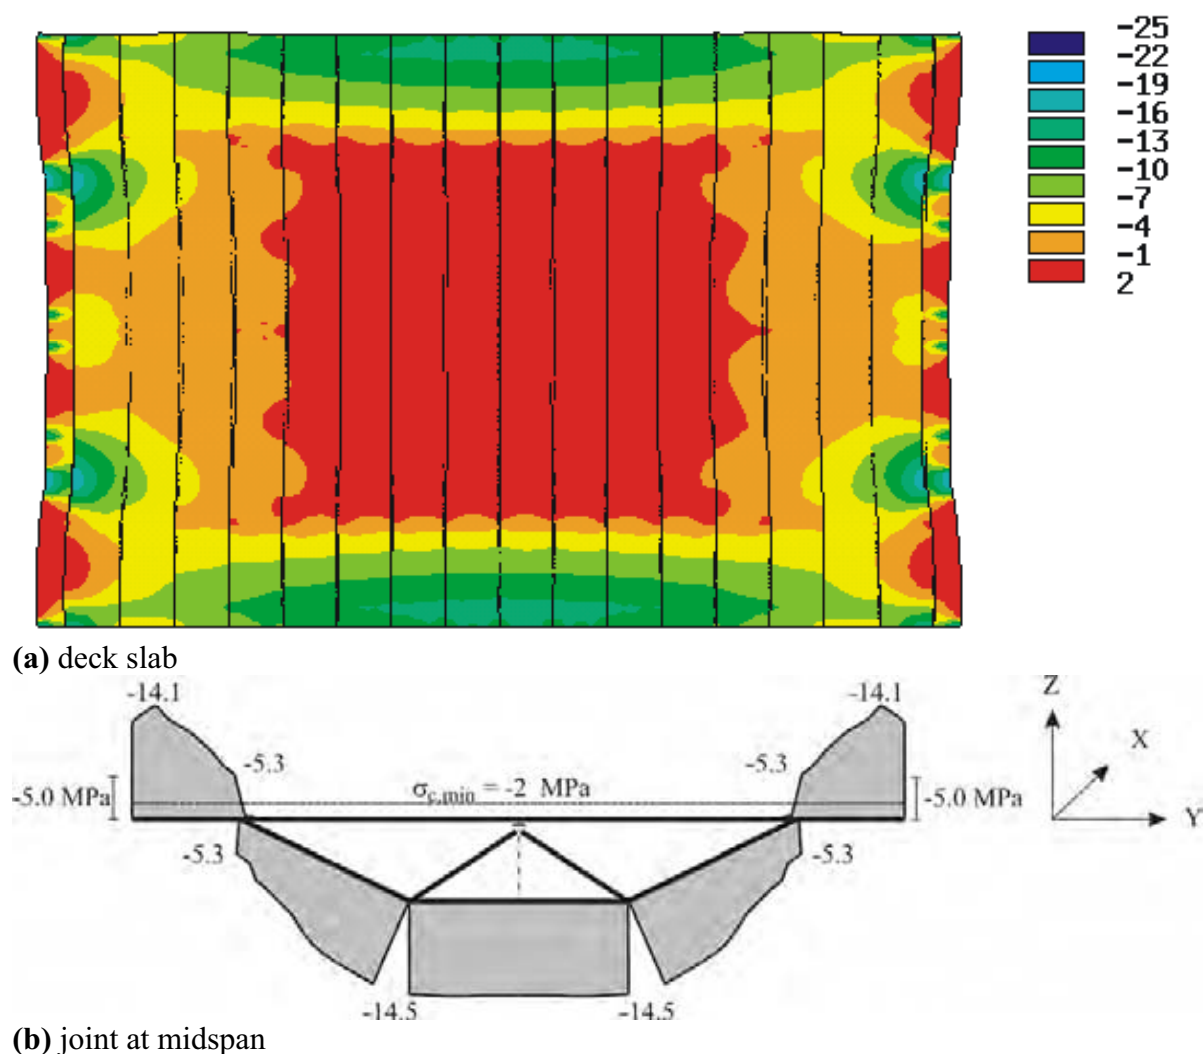 -25
-22
-19
-16
-13
-10
-7
-4
-1
2
(a) deck slab
-14.1
-14.1
Z
X
-5.3
-5.3
-5.0 MPa
σc,min = -2 MPa
-5.0 MPa
Y
-5.3
-5.3
-14.5
-14.5
(b) joint at midspan